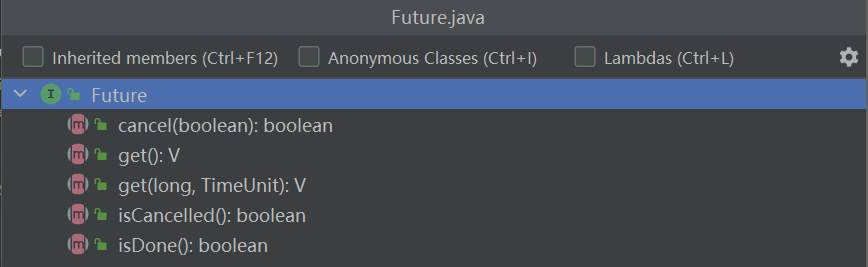 Future.java
Inherited members (Ctrl+F12) Anonymous Classes (Ctrl+I) Lambdas (Ctrl+L)
I Future
m cancel(boolean): boolean
m get(): V
m get(long, TimeUnit): V
m isCancelled(): boolean
m isDone(): boolean